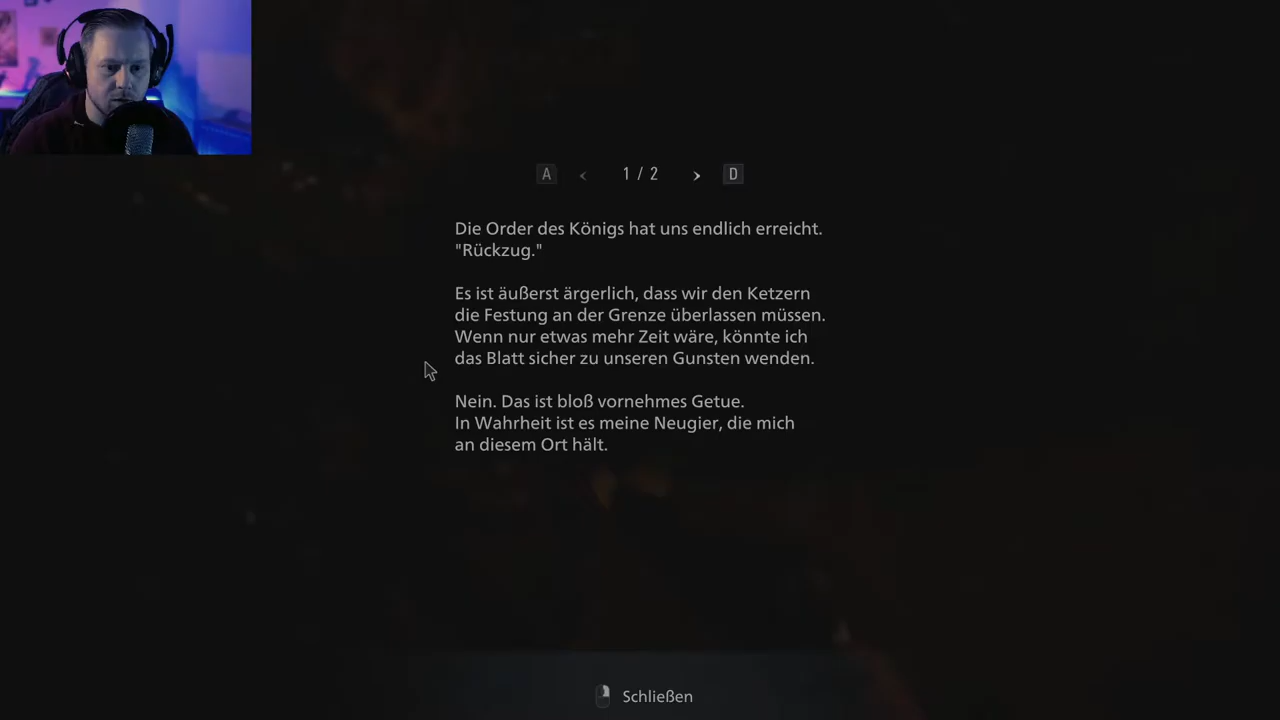 A < 1 / 2 > D
Die Order des Königs hat uns endlich erreicht.
"Rückzug."
Es ist äußerst ärgerlich, dass wir den Ketzern
die Festung an der Grenze überlassen müssen.
Wenn nur etwas mehr Zeit wäre, könnte ich
das Blatt sicher zu unseren Gunsten wenden.
Nein. Das ist bloß vornehmes Getue.
In Wahrheit ist es meine Neugier, die mich
an diesem Ort hält.
Schließen